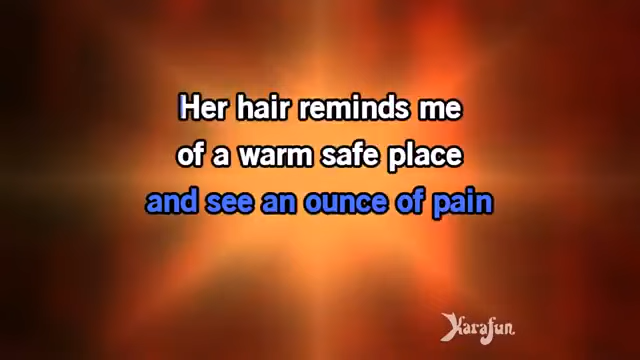 Her hair reminds me
of a warm safe place
and see an ounce of pain
Karafun